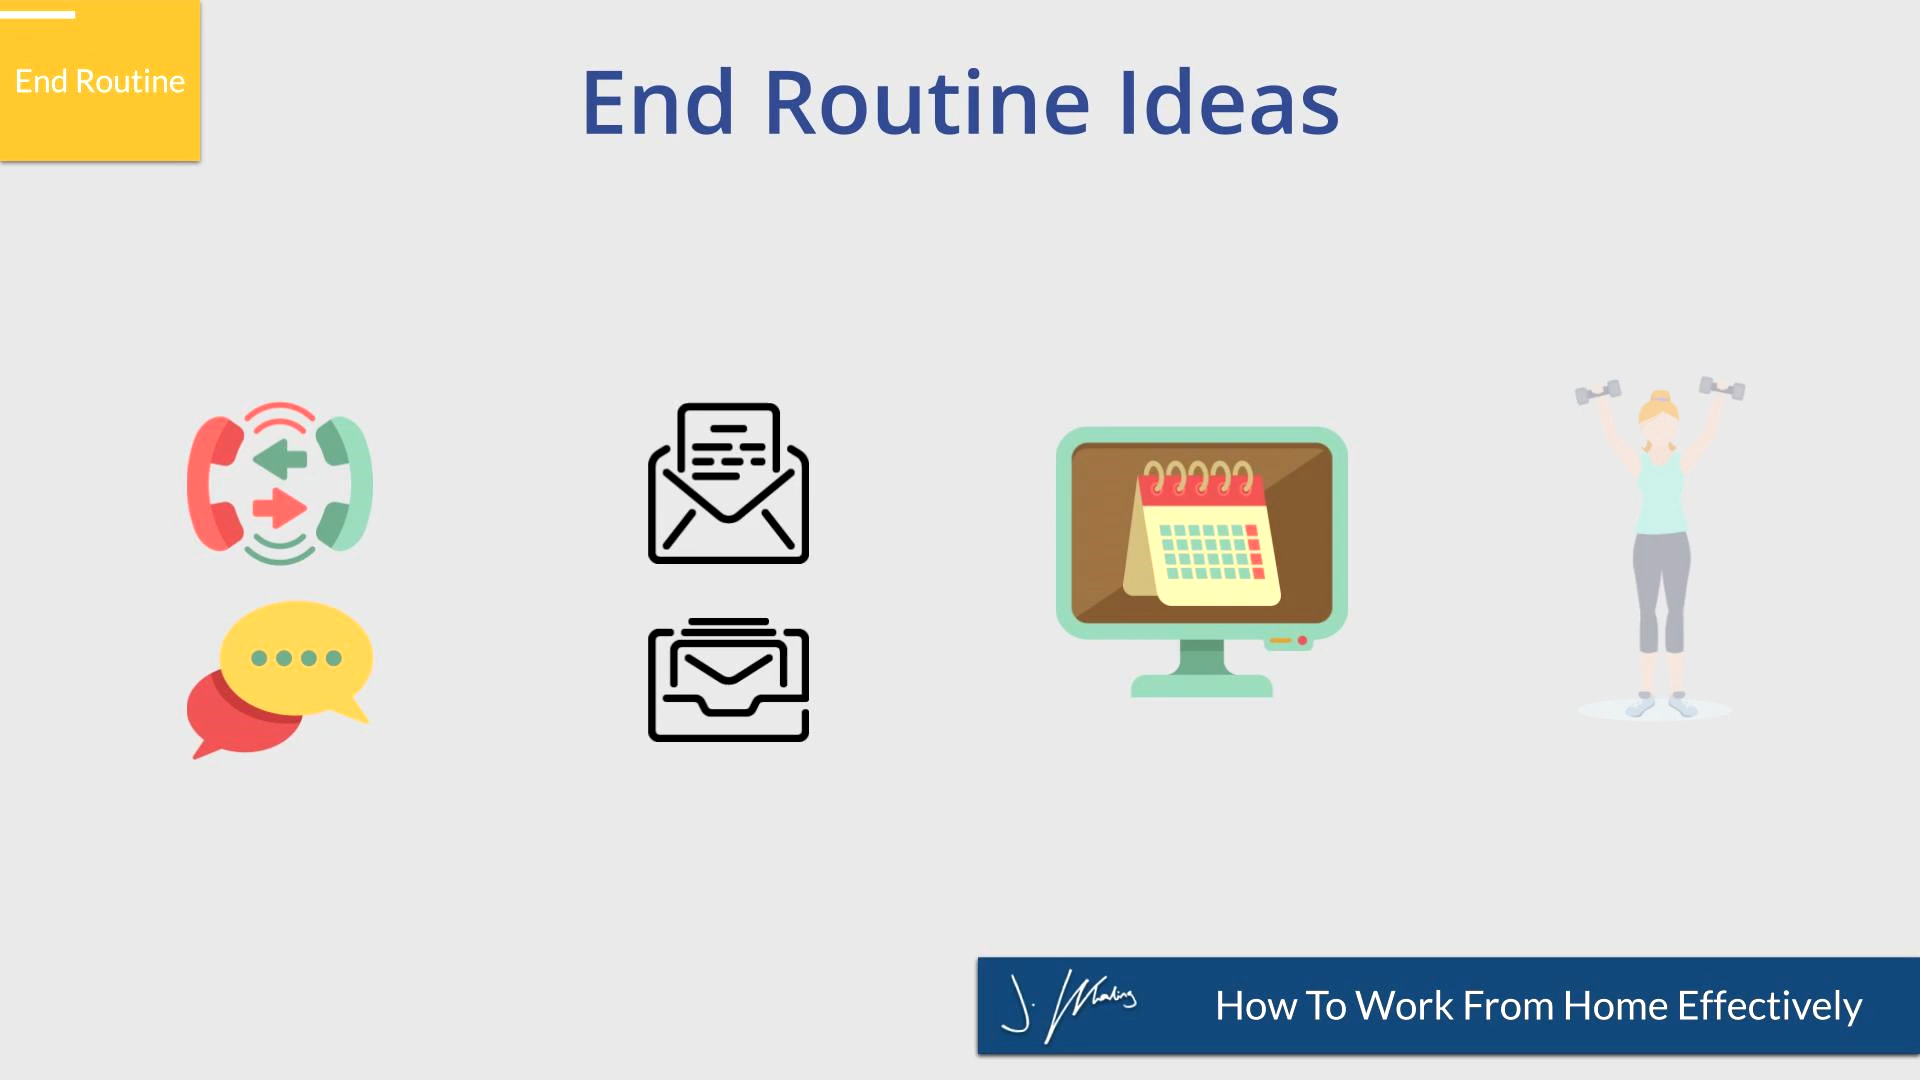 End Routine
End Routine Ideas
How To Work From Home Effectively